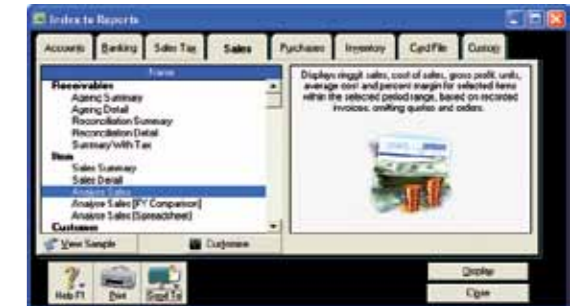 Index to Reports
Accounts Banking Sales Tax Sales Purchases Inventory Card File Custom
Name
Receivables
Ageing Summary
Ageing Detail
Reconciliation Summary
Reconciliation Detail
Summary With Tax
Item
Sales Summary
Sales Detail
Analyse Sales
Analyse Sales [FY Comparison]
Analyse Sales [Spreadsheet]
Customer
Displays ringgit sales, cost of sales, gross profit, units,
average cost and percent margin for selected items
within the selected period range, based on recorded
invoices, omitting quotes and orders.
View Sample Customise
Help F1 Print Send To
Display
Close